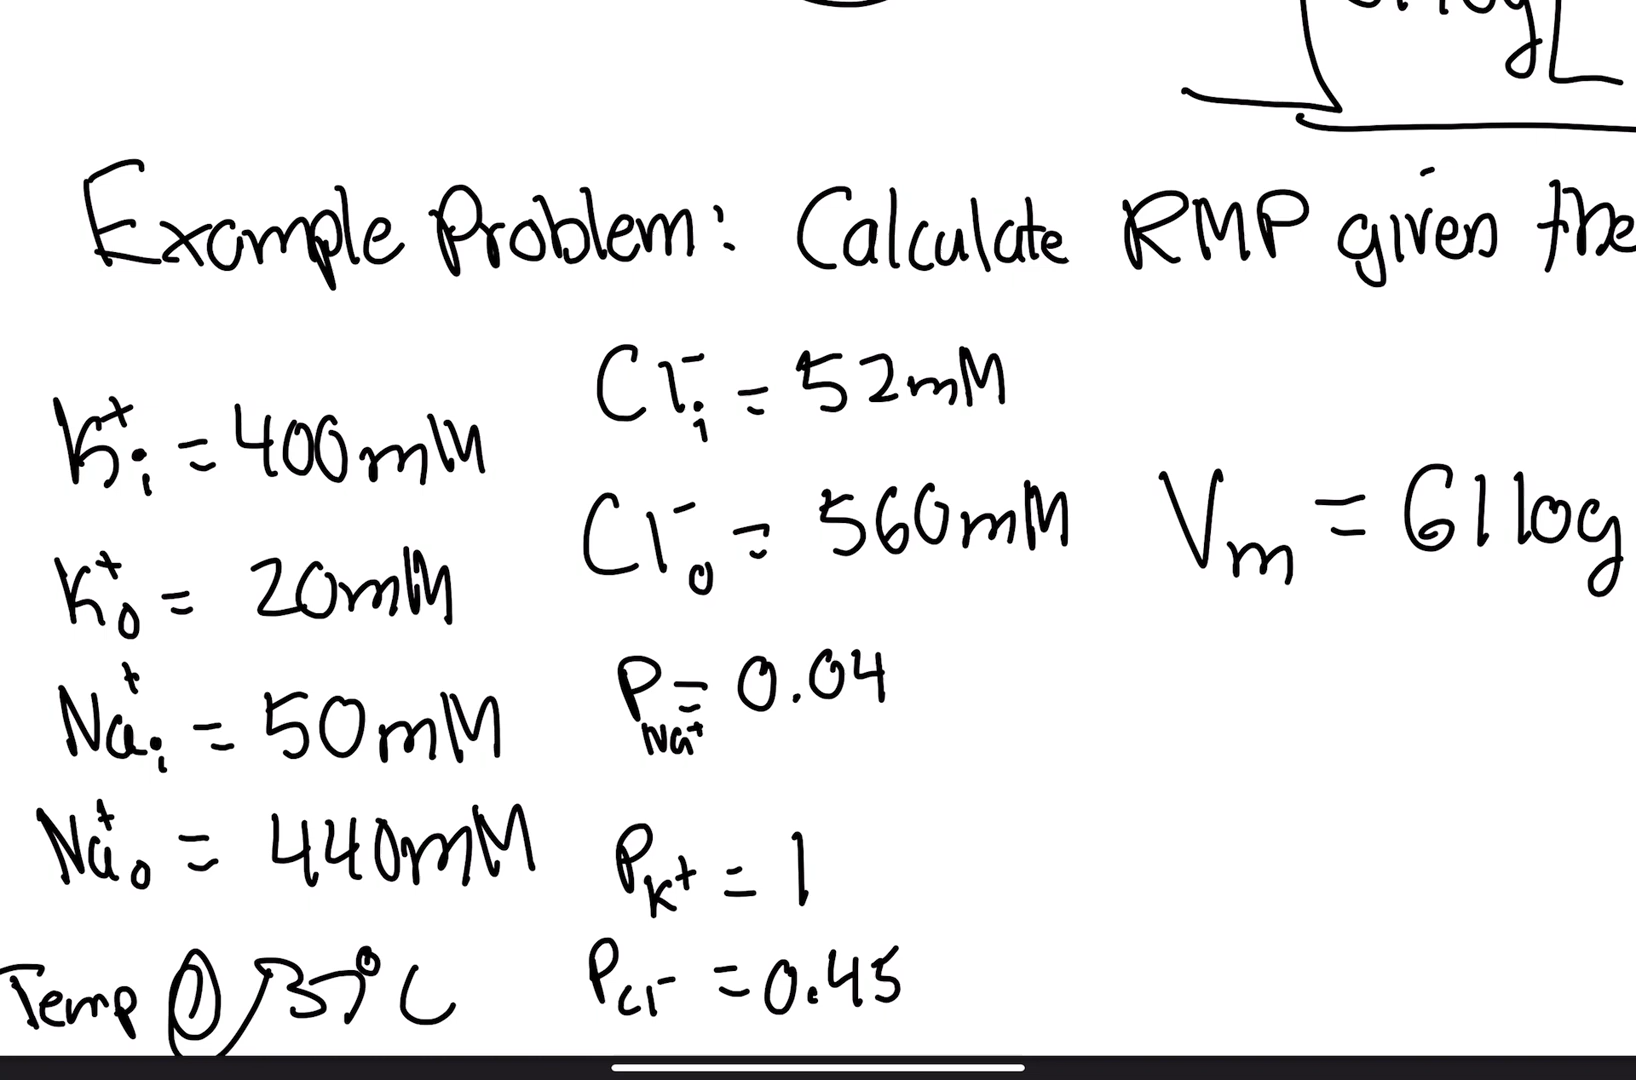 Example Problem: Calculate RMP given the
Cl⁻ᵢ = 52mM
K⁺ᵢ = 400mM
Vₘ = 61 log
Cl⁻ₒ = 560mM
K⁺ₒ = 20mM
P_Na⁺ = 0.04
Na⁺ᵢ = 50mM
Na⁺ₒ = 440mM
P_K⁺ = 1
P_Cl⁻ = 0.45
Temp @ 37°C